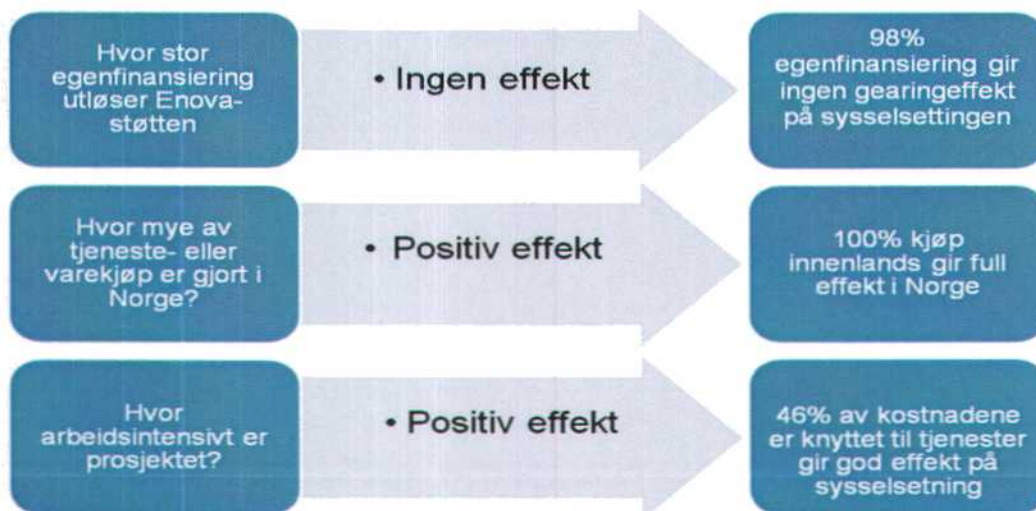 Hvor stor
egenfinansiering
utløser Enova-
støtten
• Ingen effekt
98%
egenfinansiering gir
ingen gearingeffekt
på sysselsettingen
Hvor mye av
tjeneste- eller
varekjøp er gjort i
Norge?
• Positiv effekt
100% kjøp
innenlands gir full
effekt i Norge
Hvor
arbeidsintensivt er
prosjektet?
• Positiv effekt
46% av kostnadene
er knyttet til tjenester
gir god effekt på
sysselsetning